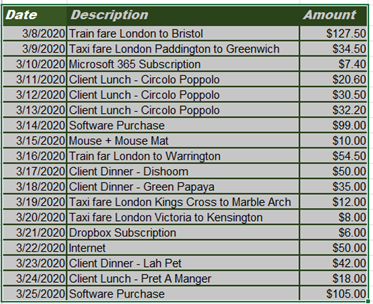 Date Description Amount
3/8/2020 Train fare London to Bristol $127.50
3/9/2020 Taxi fare London Paddington to Greenwich $34.50
3/10/2020 Microsoft 365 Subscription $7.40
3/11/2020 Client Lunch - Circolo Poppolo $20.60
3/12/2020 Client Lunch - Circolo Poppolo $30.50
3/13/2020 Client Lunch - Circolo Poppolo $32.20
3/14/2020 Software Purchase $99.00
3/15/2020 Mouse + Mouse Mat $10.00
3/16/2020 Train far London to Warrington $54.50
3/17/2020 Client Dinner - Dishoom $50.00
3/18/2020 Client Dinner - Green Papaya $35.00
3/19/2020 Taxi fare London Kings Cross to Marble Arch $12.00
3/20/2020 Taxi fare London Victoria to Kensington $8.00
3/21/2020 Dropbox Subscription $6.00
3/22/2020 Internet $50.00
3/23/2020 Client Dinner - Lah Pet $42.00
3/24/2020 Client Lunch - Pret A Manger $18.00
3/25/2020 Software Purchase $105.00